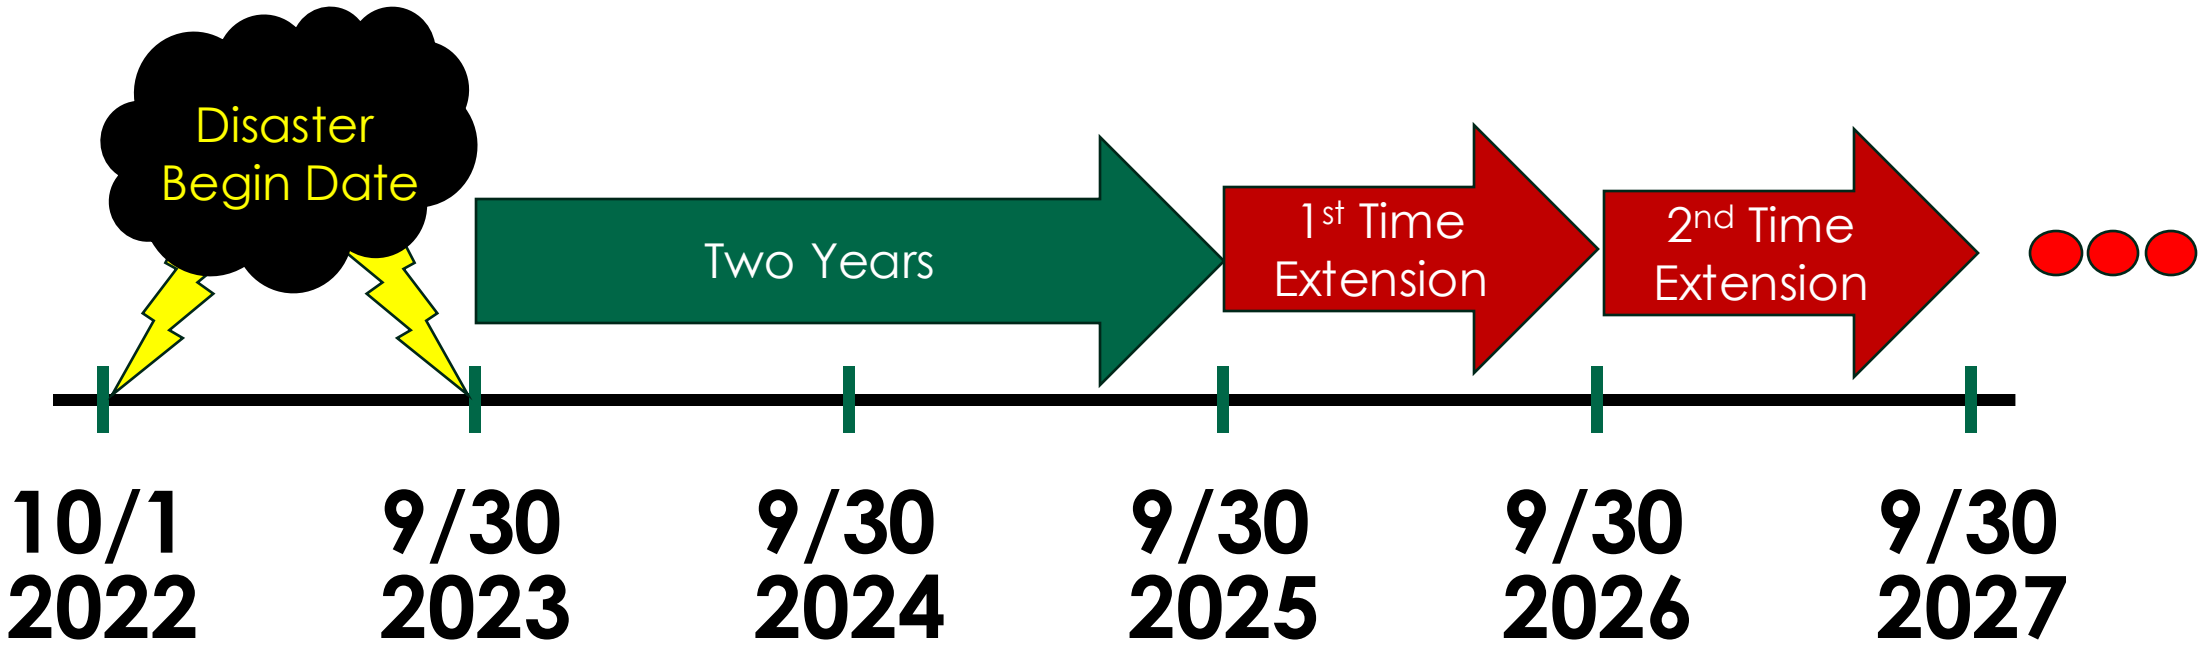 Disaster
Begin Date
Two Years
1st Time
Extension
2nd Time
Extension
10/1
2022
9/30
2023
9/30
2024
9/30
2025
9/30
2026
9/30
2027